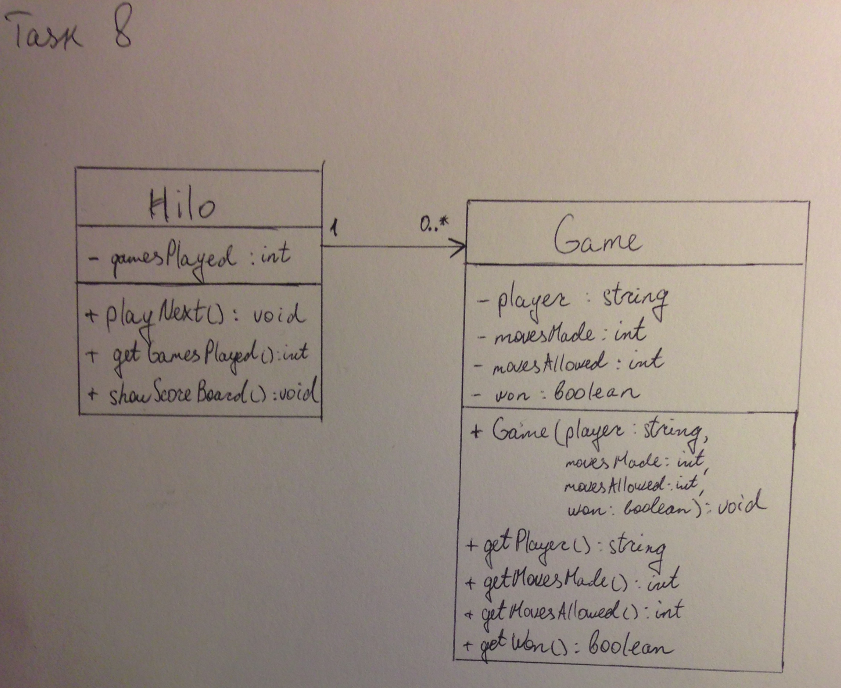 Task 8
Hilo
- gamesPlayed : int
+ playNext() : void
+ getGamesPlayed() : int
+ showScoreBoard() : void
1
0..*
Game
- player : string
- movesMade : int
- movesAllowed : int
- won : boolean
+ Game(player : string,
movesMade : int,
movesAllowed : int,
won : boolean) : void
+ getPlayer() : string
+ getMovesMade() : int
+ getMovesAllowed() : int
+ getWon() : boolean